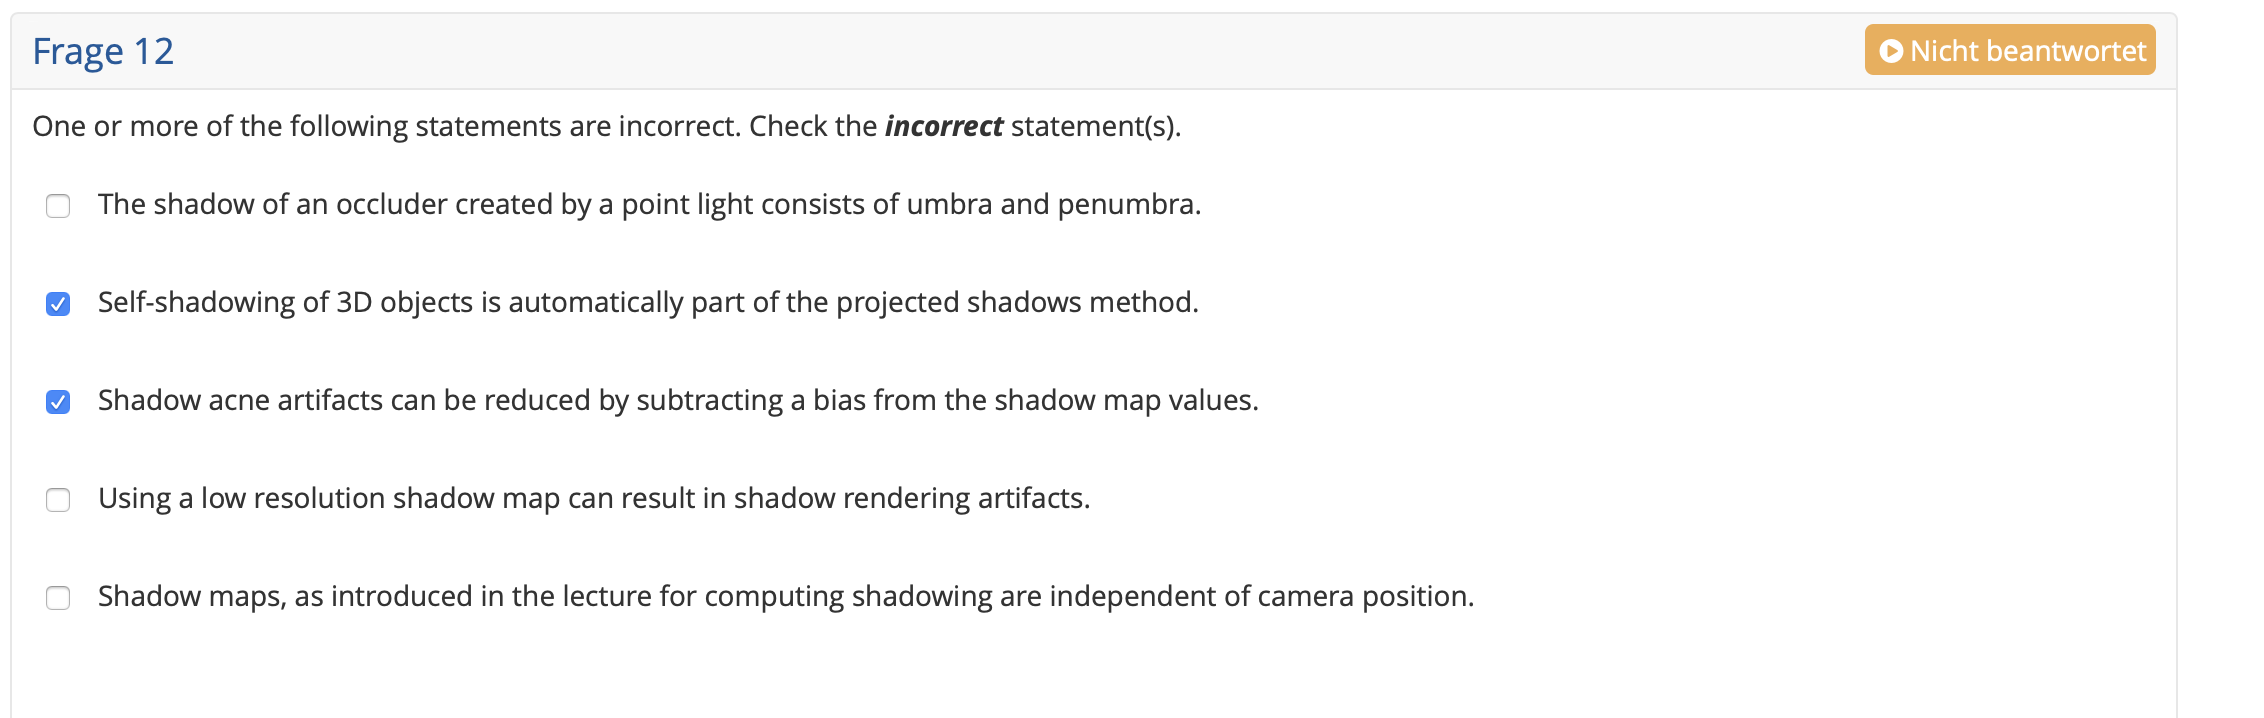 Frage 12
Nicht beantwortet
One or more of the following statements are incorrect. Check the incorrect statement(s).
The shadow of an occluder created by a point light consists of umbra and penumbra.
Self-shadowing of 3D objects is automatically part of the projected shadows method.
Shadow acne artifacts can be reduced by subtracting a bias from the shadow map values.
Using a low resolution shadow map can result in shadow rendering artifacts.
Shadow maps, as introduced in the lecture for computing shadowing are independent of camera position.